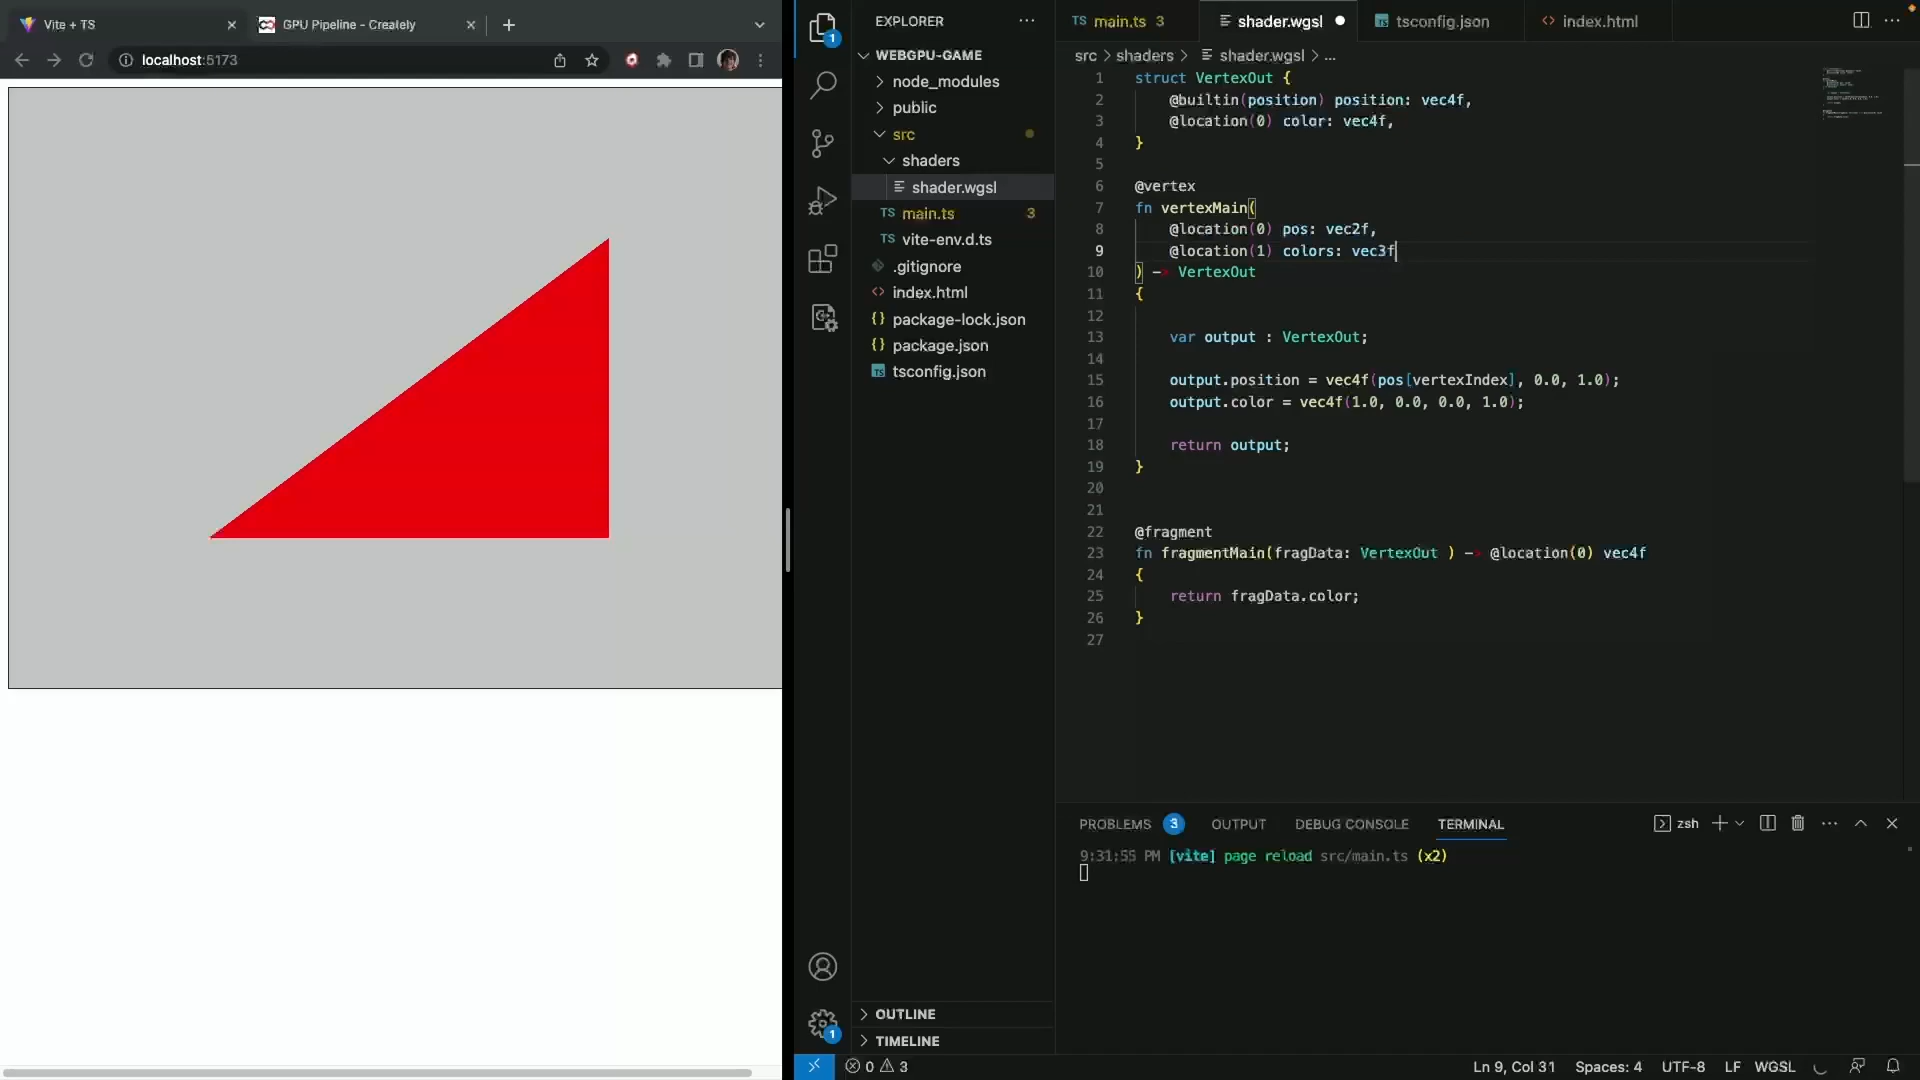 Vite + TS
GPU Pipeline - Creately
localhost:5173
EXPLORER
WEBGPU-GAME
node_modules
public
src
shaders
shader.wgsl
TS main.ts 3
TS vite-env.d.ts
.gitignore
<> index.html
{} package-lock.json
{} package.json
TS tsconfig.json
OUTLINE
TIMELINE
1
1
TS main.ts 3
shader.wgsl
TS tsconfig.json
<> index.html
src > shaders > shader.wgsl > ...
1 struct VertexOut {
2 @builtin(position) position: vec4f,
3 @location(0) color: vec4f,
4 }
5
6 @vertex
7 fn vertexMain(
8 @location(0) pos: vec2f,
9 @location(1) colors: vec3f
10 ) -> VertexOut
11 {
12
13 var output : VertexOut;
14
15 output.position = vec4f(pos[vertexIndex], 0.0, 1.0);
16 output.color = vec4f(1.0, 0.0, 0.0, 1.0);
17
18 return output;
19 }
20
21
22 @fragment
23 fn fragmentMain(fragData: VertexOut ) -> @location(0) vec4f
24 {
25 return fragData.color;
26 }
27
PROBLEMS 3 OUTPUT DEBUG CONSOLE TERMINAL zsh
9:31:55 PM [vite] page reload src/main.ts (x2)
0 3 Ln 9, Col 31 Spaces: 4 UTF-8 LF WGSL